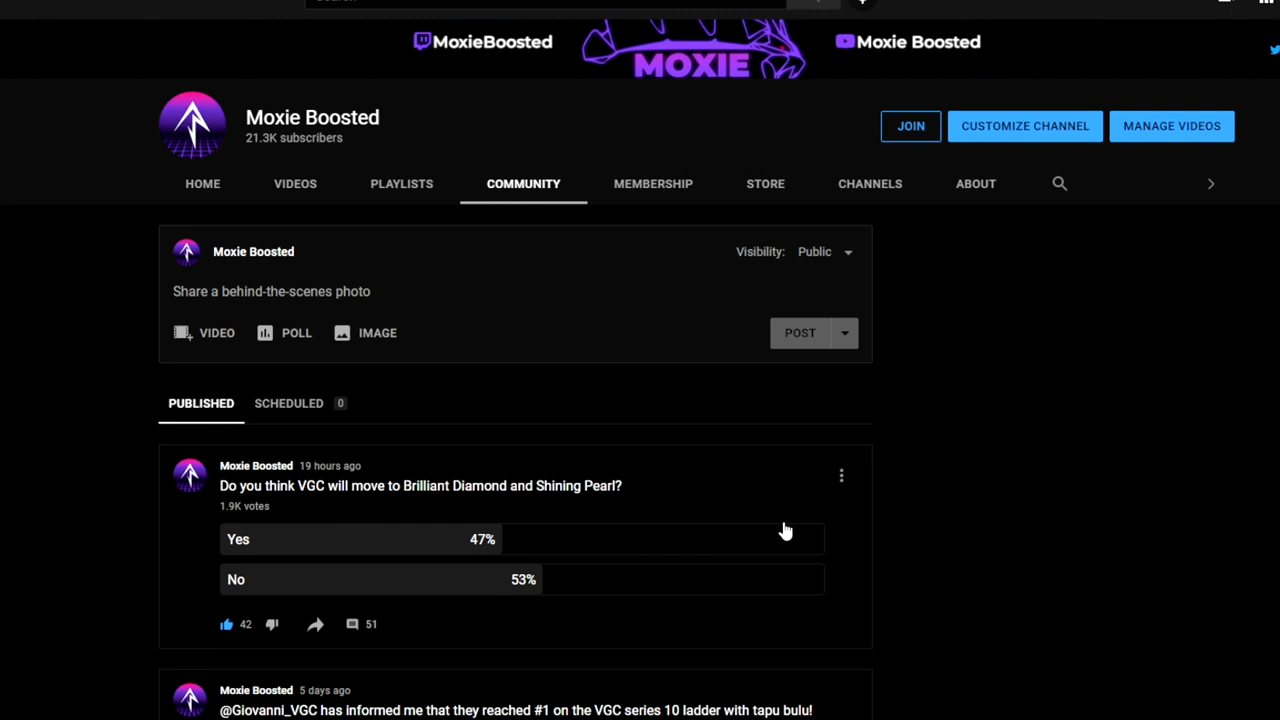 MoxieBoosted
MOXIE
Moxie Boosted
Moxie Boosted
21.3K subscribers
JOIN
CUSTOMIZE CHANNEL
MANAGE VIDEOS
HOME
VIDEOS
PLAYLISTS
COMMUNITY
MEMBERSHIP
STORE
CHANNELS
ABOUT
Moxie Boosted
Visibility: Public
Share a behind-the-scenes photo
VIDEO
POLL
IMAGE
POST
PUBLISHED
SCHEDULED 0
Moxie Boosted 19 hours ago
Do you think VGC will move to Brilliant Diamond and Shining Pearl?
1.9K votes
Yes 47%
No 53%
42
51
Moxie Boosted 5 days ago
@Giovanni_VGC has informed me that they reached #1 on the VGC series 10 ladder with tapu bulu!